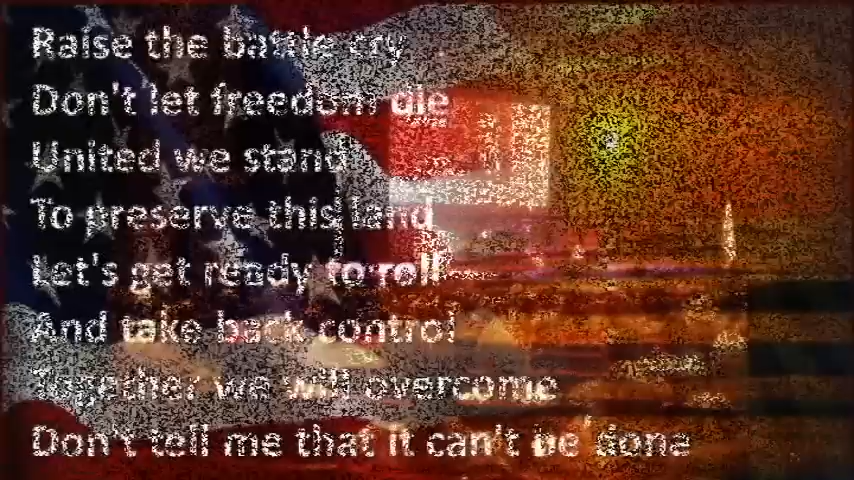 Raise the battle cry
Don't let freedom die
United we stand
To preserve this land
Let's get ready to roll
And take back control
Together we will overcome
Don't tell me that it can't be done